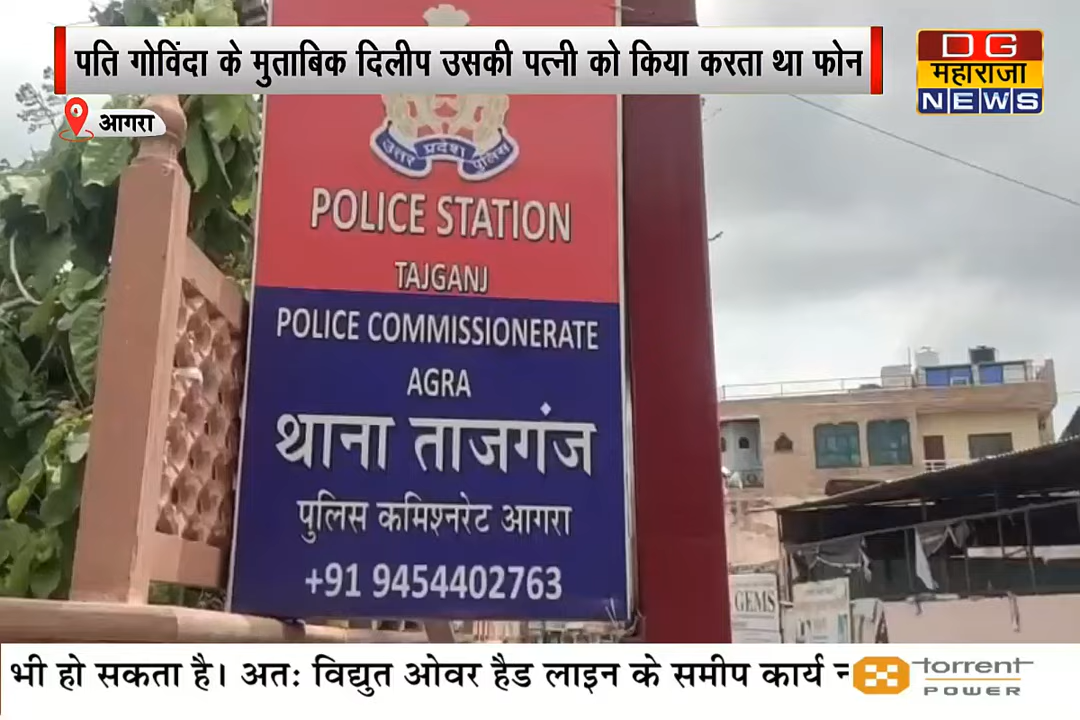 पति गोविंदा के मुताबिक दिलीप उसकी पत्नी को किया करता था फोन
DG
महाराजा
NEWS
आगरा
उत्तर प्रदेश पुलिस
POLICE STATION
TAJGANJ
POLICE COMMISSIONERATE
AGRA
थाना ताजगंज
पुलिस कमिश्नरेट आगरा
+91 9454402763
GEMS
भी हो सकता है। अतः विद्युत ओवर हैड लाइन के समीप कार्य
torrent
POWER